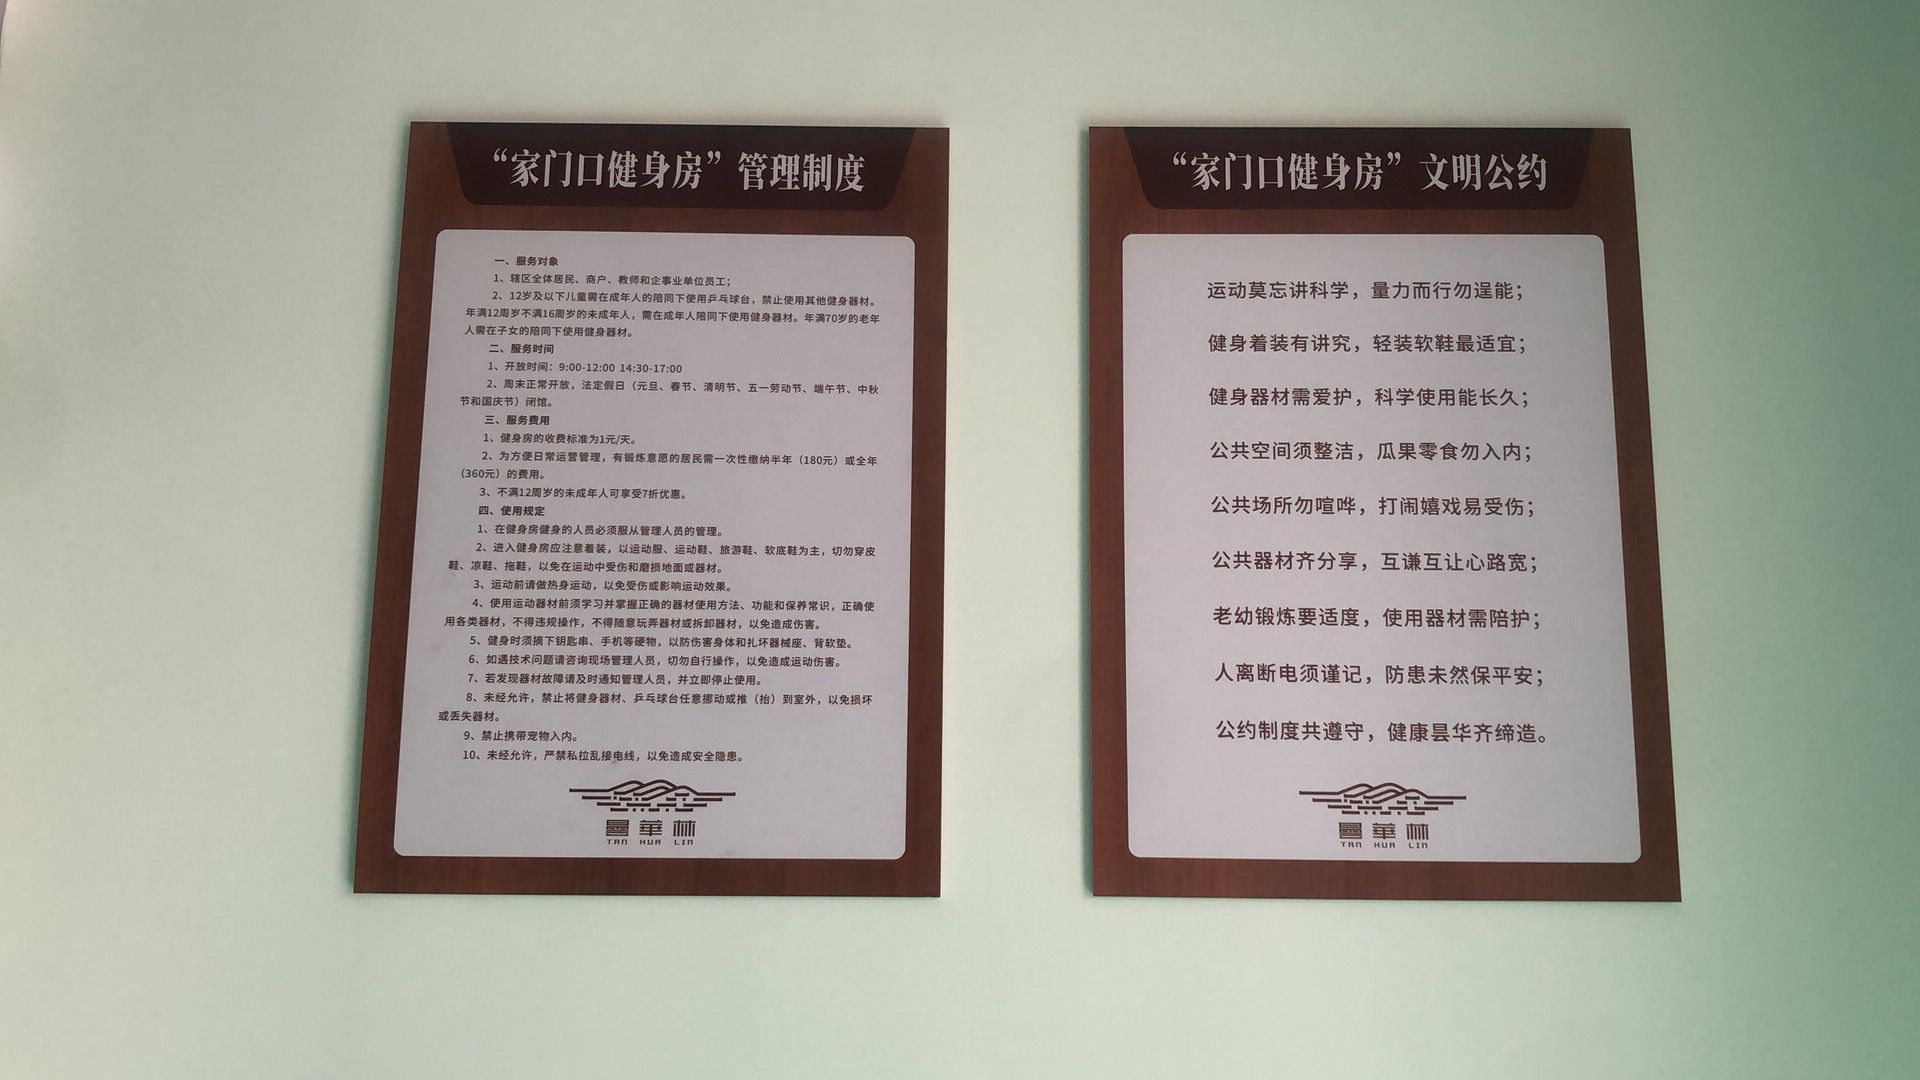 “家门口健身房”管理制度
一、服务对象
1、辖区全体居民、商户、教师和企事业单位员工；
2、12岁及以下儿童需在成年人的陪同下使用乒乓球台，禁止使用其他健身器材。
年满12周岁不满16周岁的未成年人，需在成年人陪同下使用健身器材。年满70岁的老年
人需在子女的陪同下使用健身器材。
二、服务时间
1、开放时间：9:00-12:00 14:30-17:00
2、周末正常开放，法定假日（元旦、春节、清明节、五一劳动节、端午节、中秋
节和国庆节）闭馆。
三、服务费用
1、健身房的收费标准为1元/天。
2、为方便日常运营管理，有锻炼意愿的居民需一次性缴纳半年（180元）或全年
（360元）的费用。
3、不满12周岁的未成年人可享受7折优惠。
四、使用规定
1、在健身房健身的人员必须服从管理人员的管理。
2、进入健身房应注意着装，以运动服、运动鞋、旅游鞋、软底鞋为主，切勿穿皮
鞋、凉鞋、拖鞋，以免在运动中受伤和磨损地面或器材。
3、运动前请做热身运动，以免受伤或影响运动效果。
4、使用运动器材前须学习并掌握正确的器材使用方法、功能和保养常识，正确使
用各类器材，不得违规操作，不得随意玩弄器材或拆卸器材，以免造成伤害。
5、健身时须摘下钥匙串、手机等硬物，以防伤害身体和扎坏器械座、背软垫。
6、如遇技术问题请咨询现场管理人员，切勿自行操作，以免造成运动伤害。
7、若发现器材故障请及时通知管理人员，并立即停止使用。
8、未经允许，禁止将健身器材、乒乓球台任意挪动或推（抬）到室外，以免损坏
或丢失器材。
9、禁止携带宠物入内。
10、未经允许，严禁私拉乱接电线，以免造成安全隐患。
曇華林
TAN HUA LIN
“家门口健身房”文明公约
运动莫忘讲科学，量力而行勿逞能；
健身着装有讲究，轻装软鞋最适宜；
健身器材需爱护，科学使用能长久；
公共空间须整洁，瓜果零食勿入内；
公共场所勿喧哗，打闹嬉戏易受伤；
公共器材齐分享，互谦互让心路宽；
老幼锻炼要适度，使用器材需陪护；
人离断电须谨记，防患未然保平安；
公约制度共遵守，健康昙华齐缔造。
曇華林
TAN HUA LIN